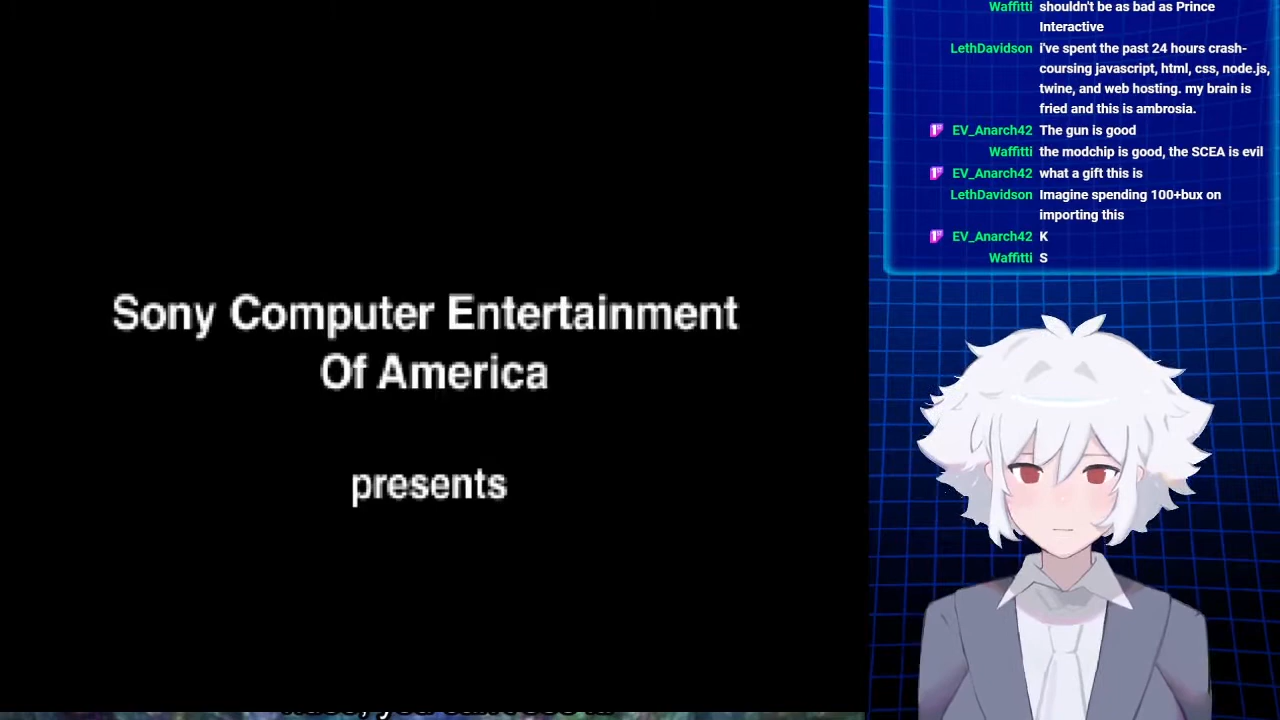 Sony Computer Entertainment
Of America
presents
Waffitti shouldn't be as bad as Prince
Interactive
LethDavidson i've spent the past 24 hours crash-
coursing javascript, html, css, node.js,
twine, and web hosting. my brain is
fried and this is ambrosia.
EV_Anarch42 The gun is good
Waffitti the modchip is good, the SCEA is evil
EV_Anarch42 what a gift this is
LethDavidson Imagine spending 100+bux on
importing this
EV_Anarch42 K
Waffitti S